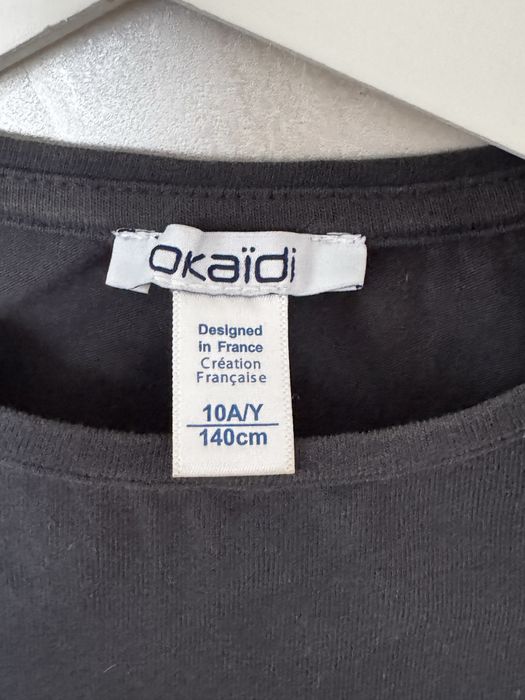 Okaïdi
Designed
in France
Création
Française
10A/Y
140cm